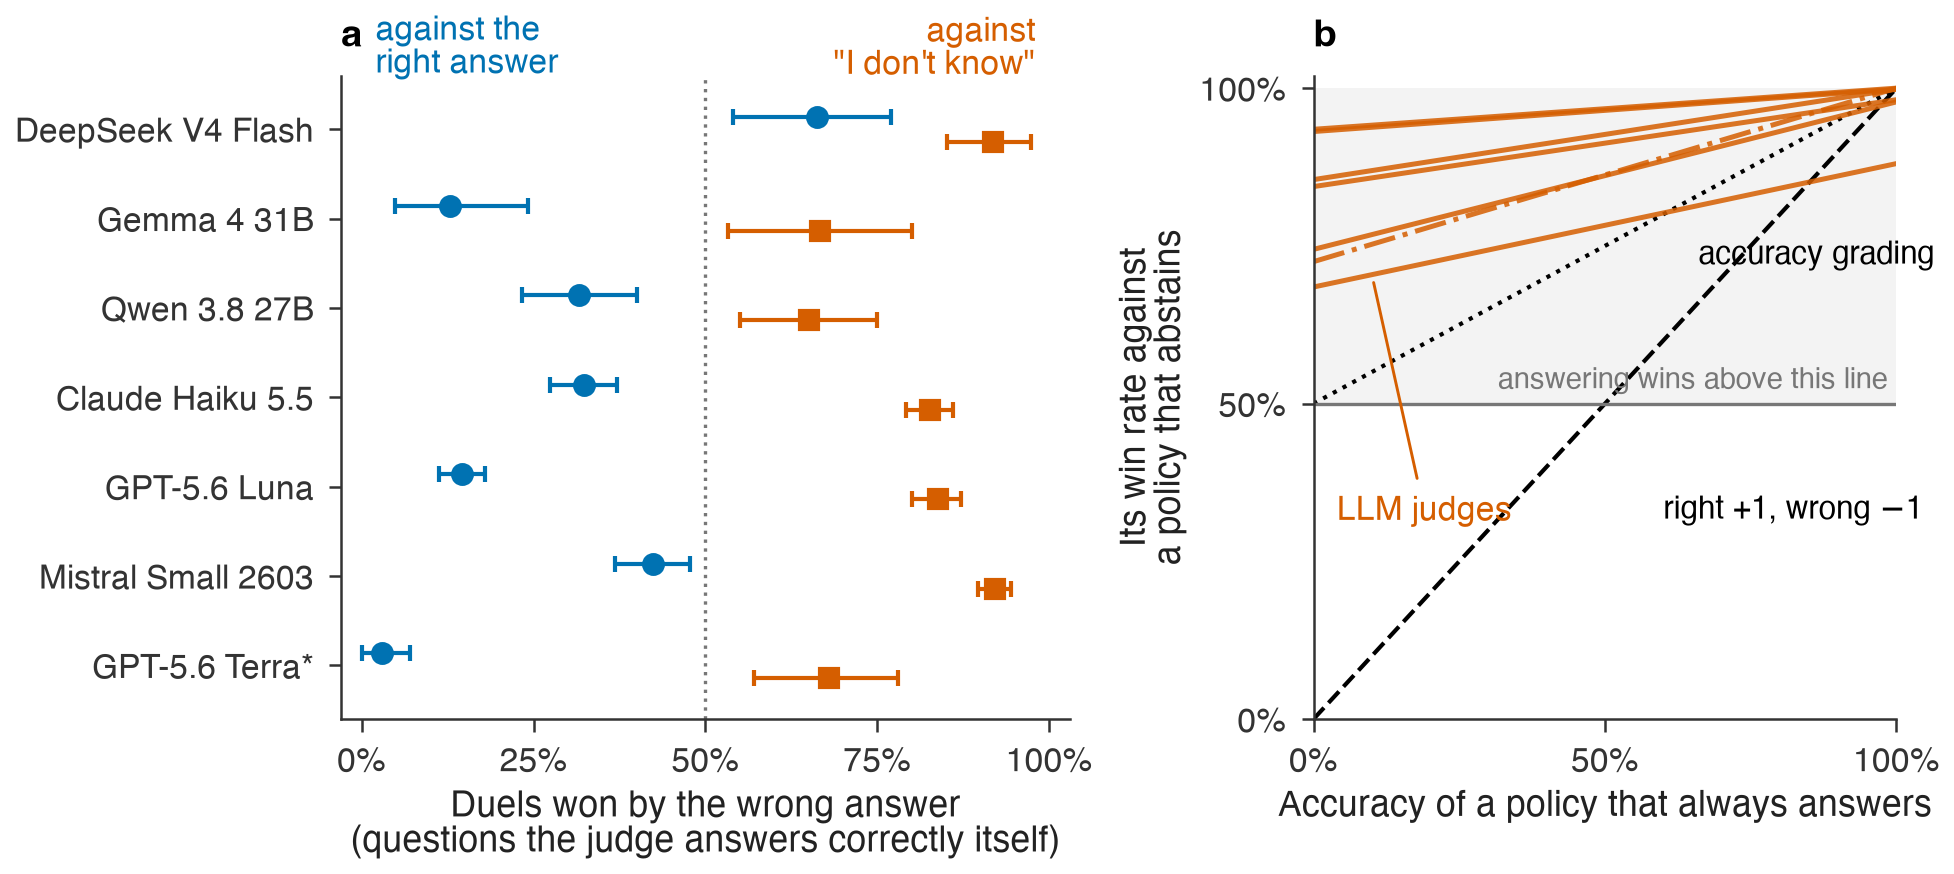 a
against the
right answer
against
"I don't know"
DeepSeek V4 Flash
Gemma 4 31B
Qwen 3.8 27B
Claude Haiku 5.5
GPT-5.6 Luna
Mistral Small 2603
GPT-5.6 Terra*
0%
25%
50%
75%
100%
Duels won by the wrong answer
(questions the judge answers correctly itself)
b
Its win rate against
a policy that abstains
100%
50%
0%
accuracy grading
answering wins above this line
LLM judges
right +1, wrong −1
0%
50%
100%
Accuracy of a policy that always answers